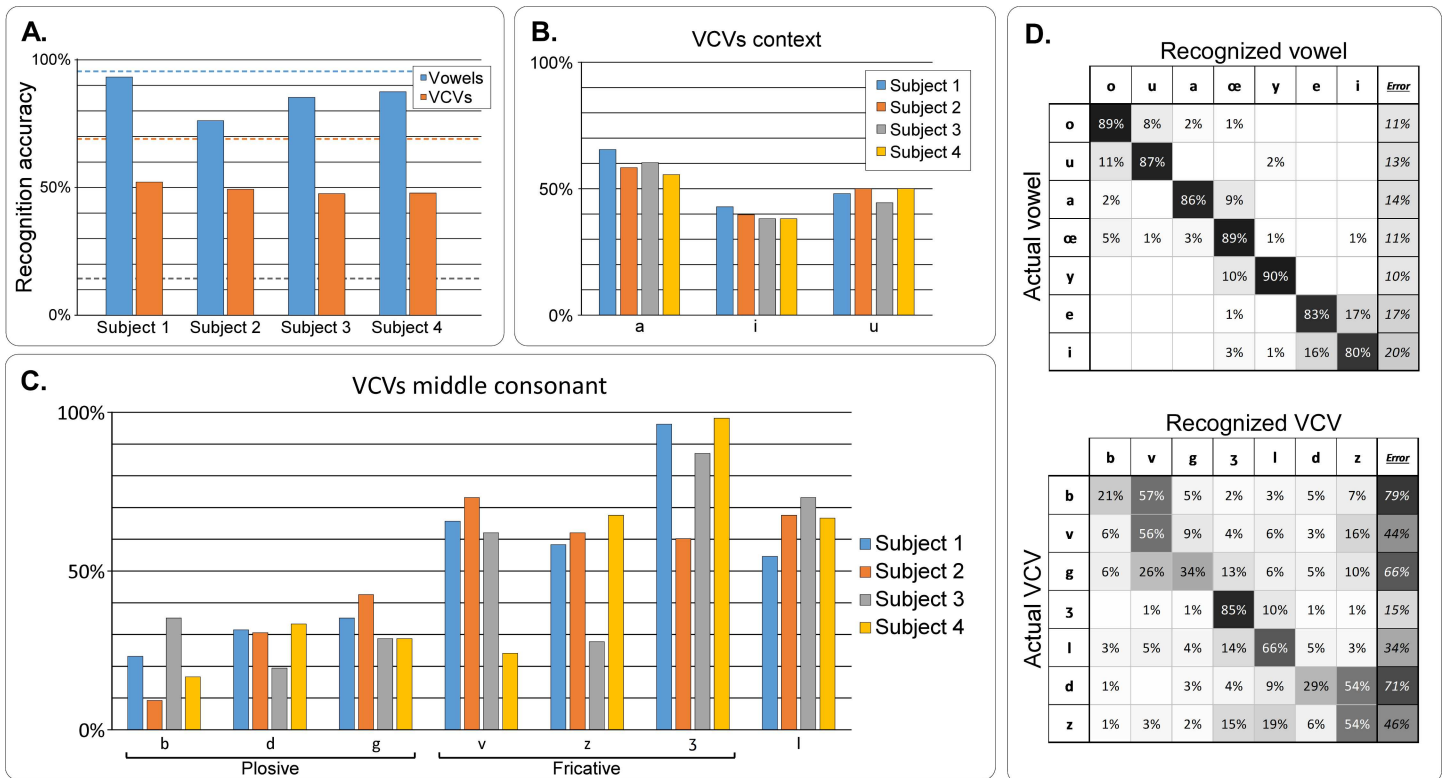 A.
100%
50%
0%
Recognition accuracy
Vowels
VCVs
Subject 1 Subject 2 Subject 3 Subject 4
B.
VCVs context
100%
50%
0%
Subject 1
Subject 2
Subject 3
Subject 4
a i u
C.
VCVs middle consonant
100%
50%
0%
Subject 1
Subject 2
Subject 3
Subject 4
b d g v z ʒ l
Plosive Fricative
D.
Recognized vowel
Actual vowel
o u a œ y e i Error
o 89% 8% 2% 1% 11%
u 11% 87% 2% 13%
a 2% 86% 9% 14%
œ 5% 1% 3% 89% 1% 1% 11%
y 10% 90% 10%
e 1% 83% 17% 17%
i 3% 1% 16% 80% 20%
Recognized VCV
Actual VCV
b v g ʒ l d z Error
b 21% 57% 5% 2% 3% 5% 7% 79%
v 6% 56% 9% 4% 6% 3% 16% 44%
g 6% 26% 34% 13% 6% 5% 10% 66%
ʒ 1% 1% 85% 10% 1% 1% 15%
l 3% 5% 4% 14% 66% 5% 3% 34%
d 1% 3% 4% 9% 29% 54% 71%
z 1% 3% 2% 15% 19% 6% 54% 46%